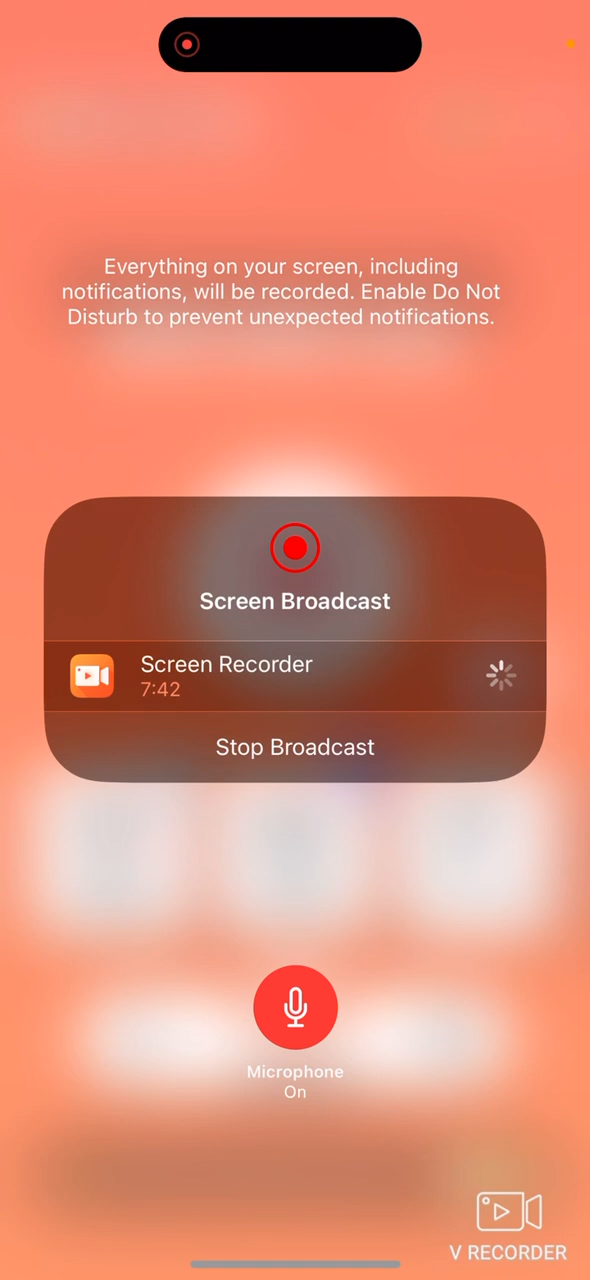 Everything on your screen, including
notifications, will be recorded. Enable Do Not
Disturb to prevent unexpected notifications.
Screen Broadcast
Screen Recorder
7:42
Stop Broadcast
Microphone
On
V RECORDER